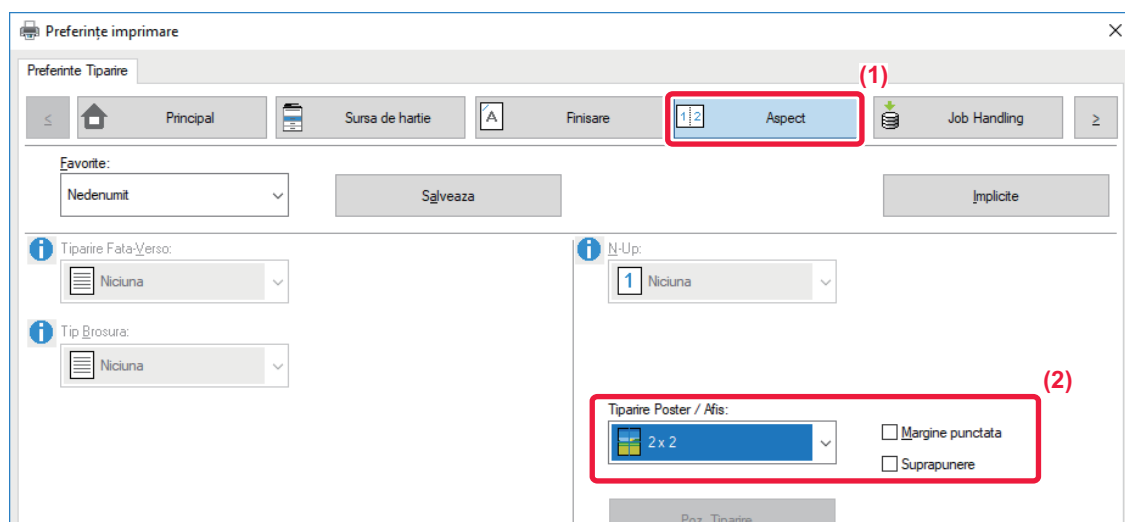 Preferințe imprimare
Preferinte Tiparire
(1)
< Principal Sursa de hartie A Finisare 1 2 Aspect Job Handling >
Favorite:
Nedenumit Salveaza Implicite
Tiparire Fata-Verso: N-Up:
Niciuna 1 Niciuna
Tip Brosura:
Niciuna
(2)
Tiparire Poster / Afis:
2 x 2 Margine punctata
Suprapunere
Poz. Tiparire